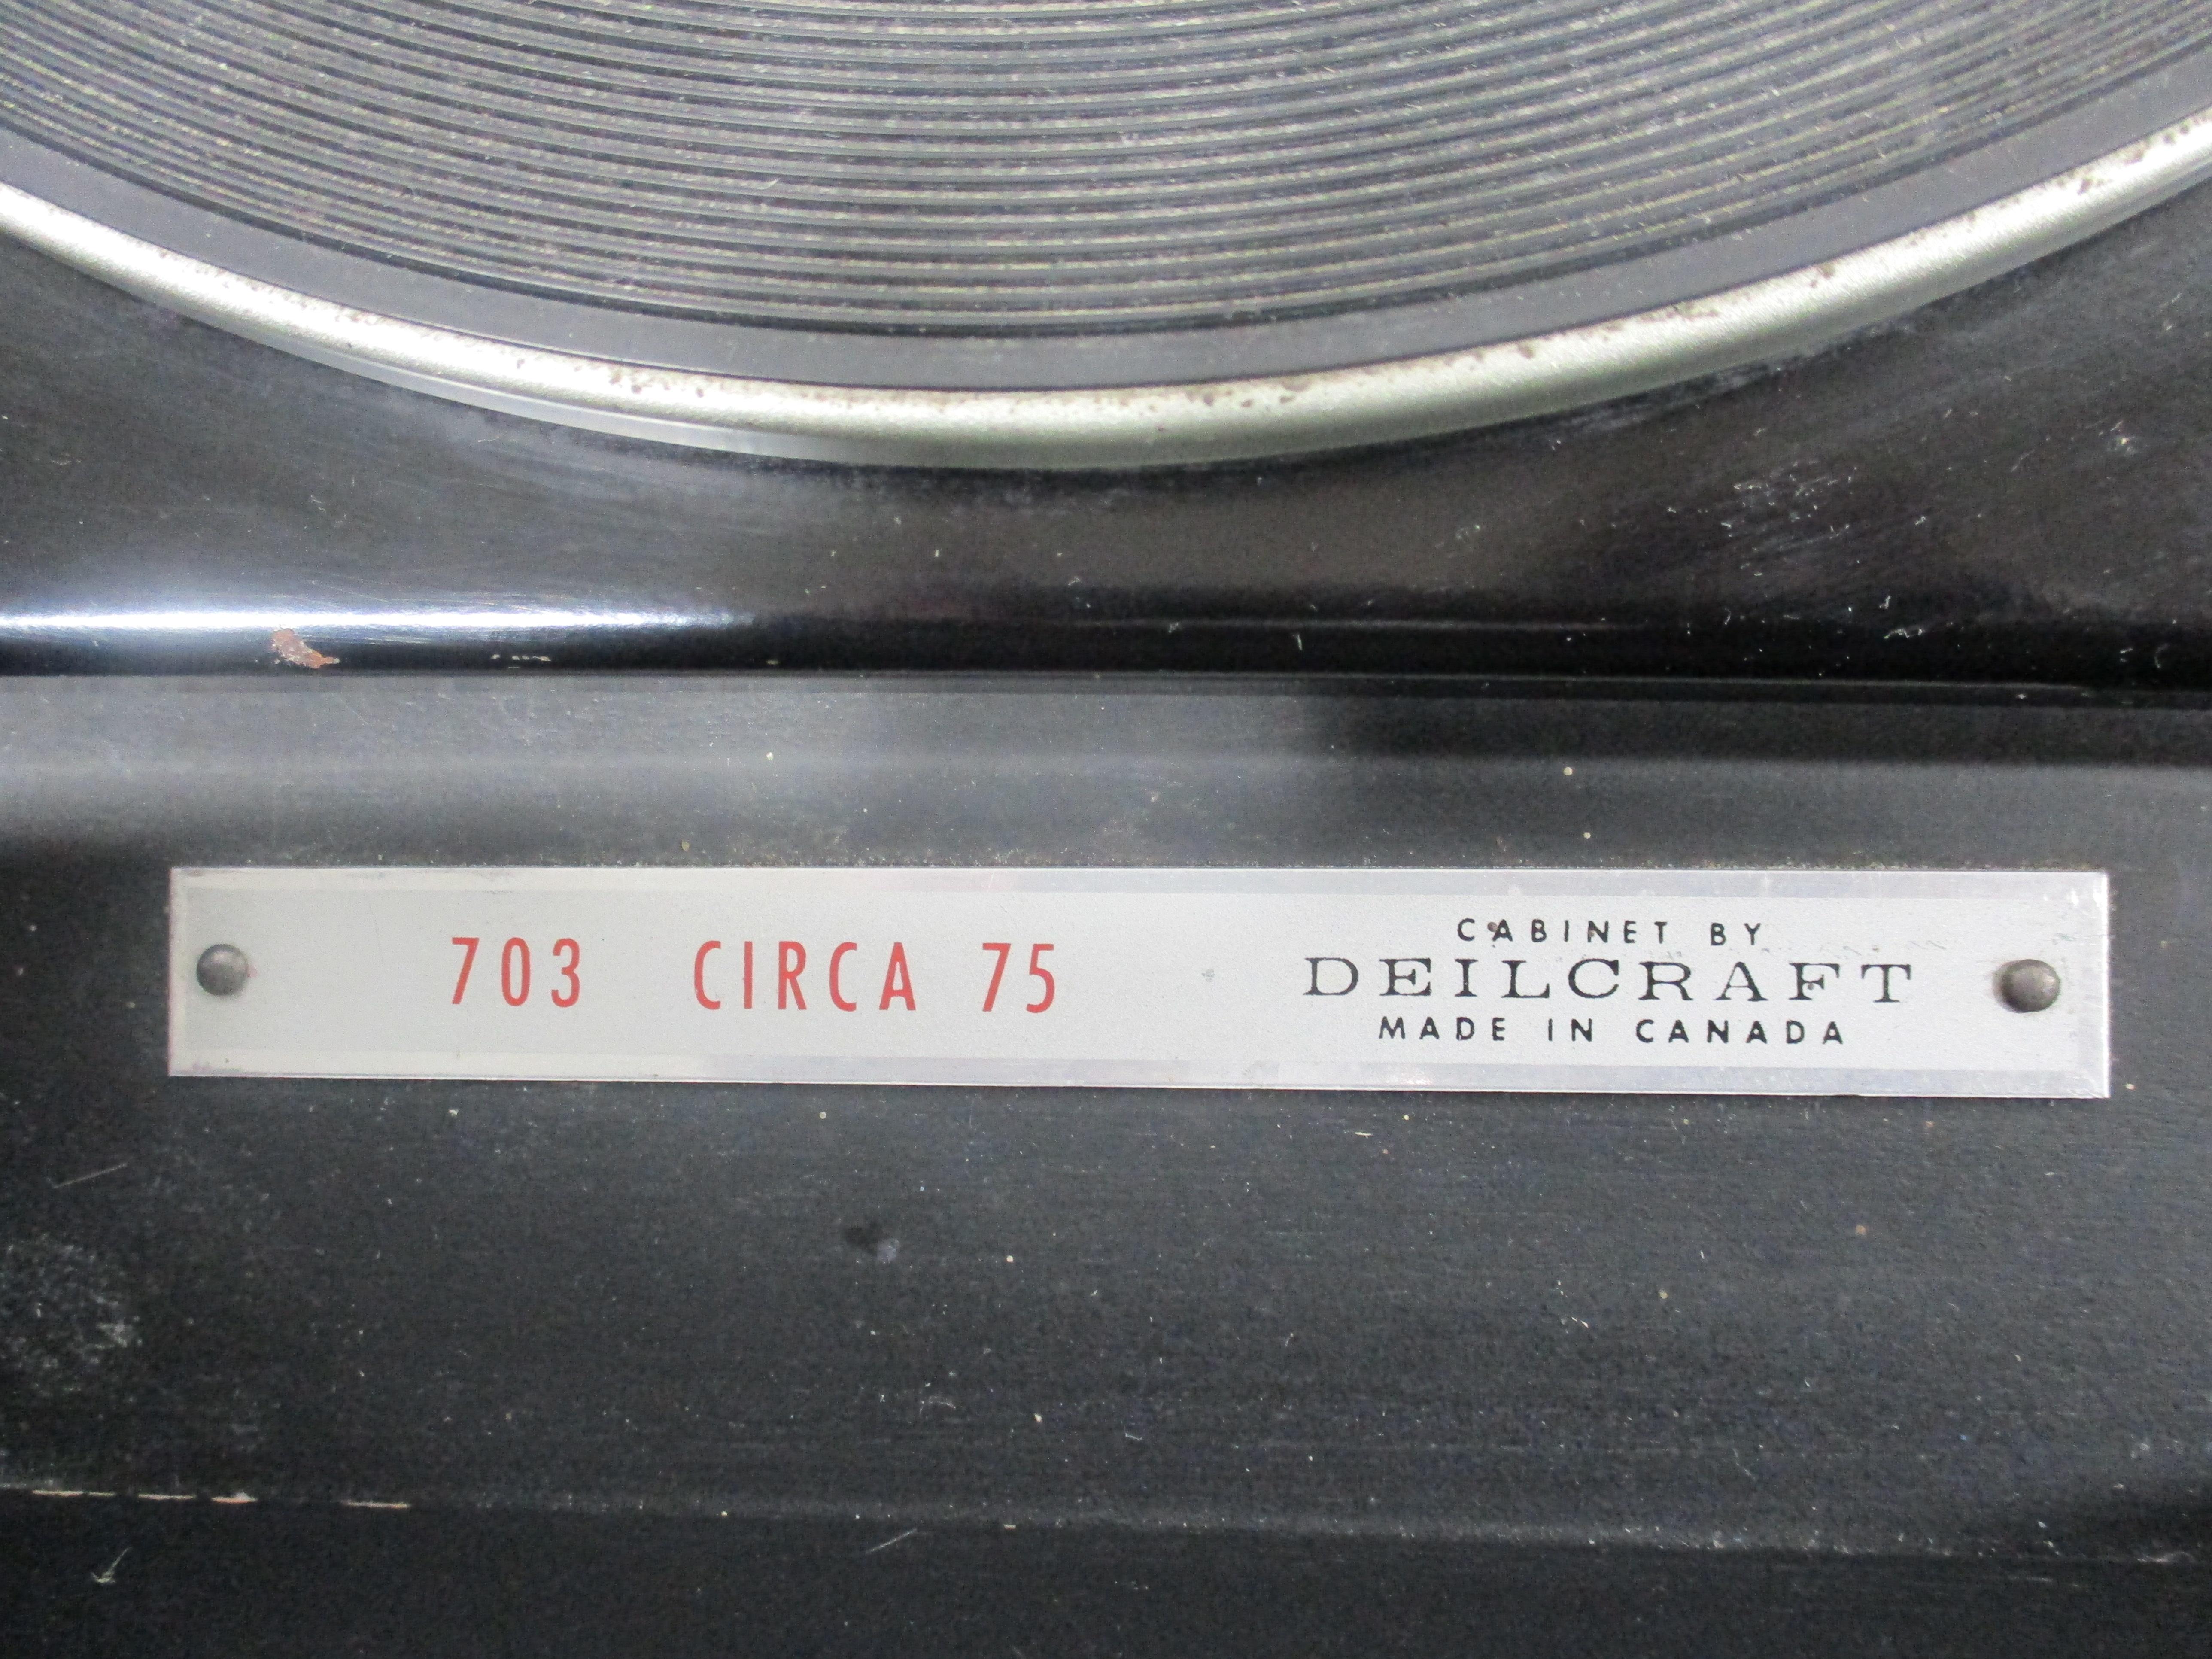 703 CIRCA 75
CABINET BY
DEILCRAFT
MADE IN CANADA